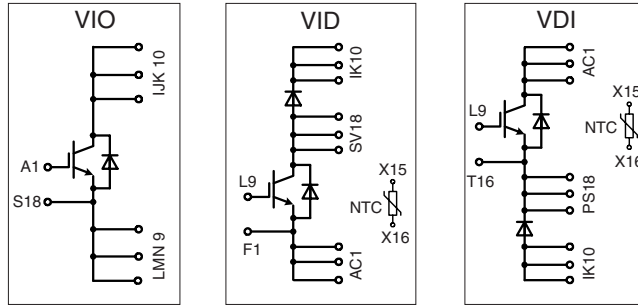 VIO
IJK 10
A1
S18
LMN 9
VID
IK10
SV18
L9
X15
NTC
X16
F1
AC1
VDI
AC1
L9
X15
NTC
X16
T16
PS18
IK10